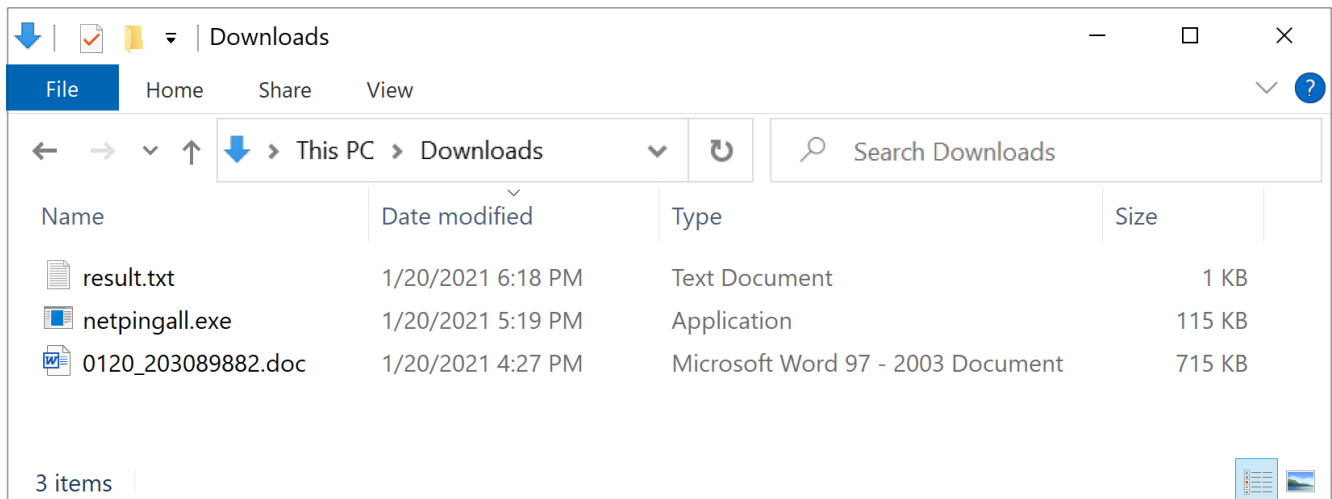 Downloads
File Home Share View ?
This PC > Downloads Search Downloads
Name Date modified Type Size
result.txt 1/20/2021 6:18 PM Text Document 1 KB
netpingall.exe 1/20/2021 5:19 PM Application 115 KB
0120_203089882.doc 1/20/2021 4:27 PM Microsoft Word 97 - 2003 Document 715 KB
3 items